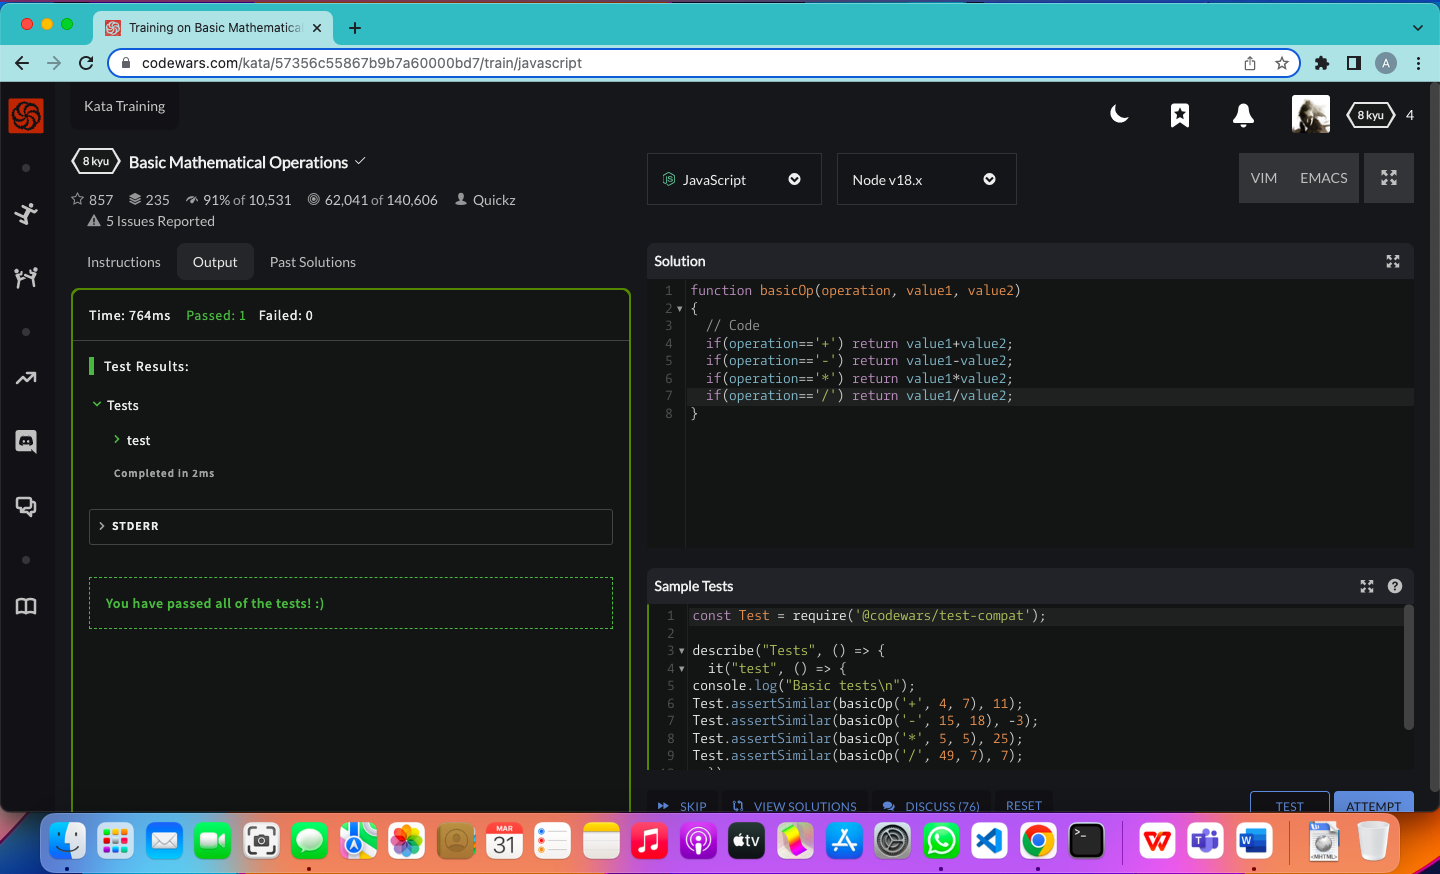 Training on Basic Mathematica
codewars.com/kata/57356c55867b9b7a60000bd7/train/javascript
A
Kata Training
8 kyu
4
8 kyu
Basic Mathematical Operations
857
235
91% of 10,531
62,041 of 140,606
Quickz
5 Issues Reported
JavaScript
Node v18.x
VIM
EMACS
Instructions
Output
Past Solutions
Time: 764ms Passed: 1 Failed: 0
Test Results:
Tests
test
Completed in 2ms
STDERR
You have passed all of the tests! :)
Solution
1 function basicOp(operation, value1, value2)
2 {
3 // Code
4 if(operation=='+') return value1+value2;
5 if(operation=='-') return value1-value2;
6 if(operation=='*') return value1*value2;
7 if(operation=='/') return value1/value2;
8 }
Sample Tests
1 const Test = require('@codewars/test-compat');
2
3 describe("Tests", () => {
4 it("test", () => {
5 console.log("Basic tests\n");
6 Test.assertSimilar(basicOp('+', 4, 7), 11);
7 Test.assertSimilar(basicOp('-', 15, 18), -3);
8 Test.assertSimilar(basicOp('*', 5, 5), 25);
9 Test.assertSimilar(basicOp('/', 49, 7), 7);
SKIP
VIEW SOLUTIONS
DISCUSS (76)
RESET
TEST
ATTEMPT
MAR
31
tv
>_
W
T
W
<MHTML>